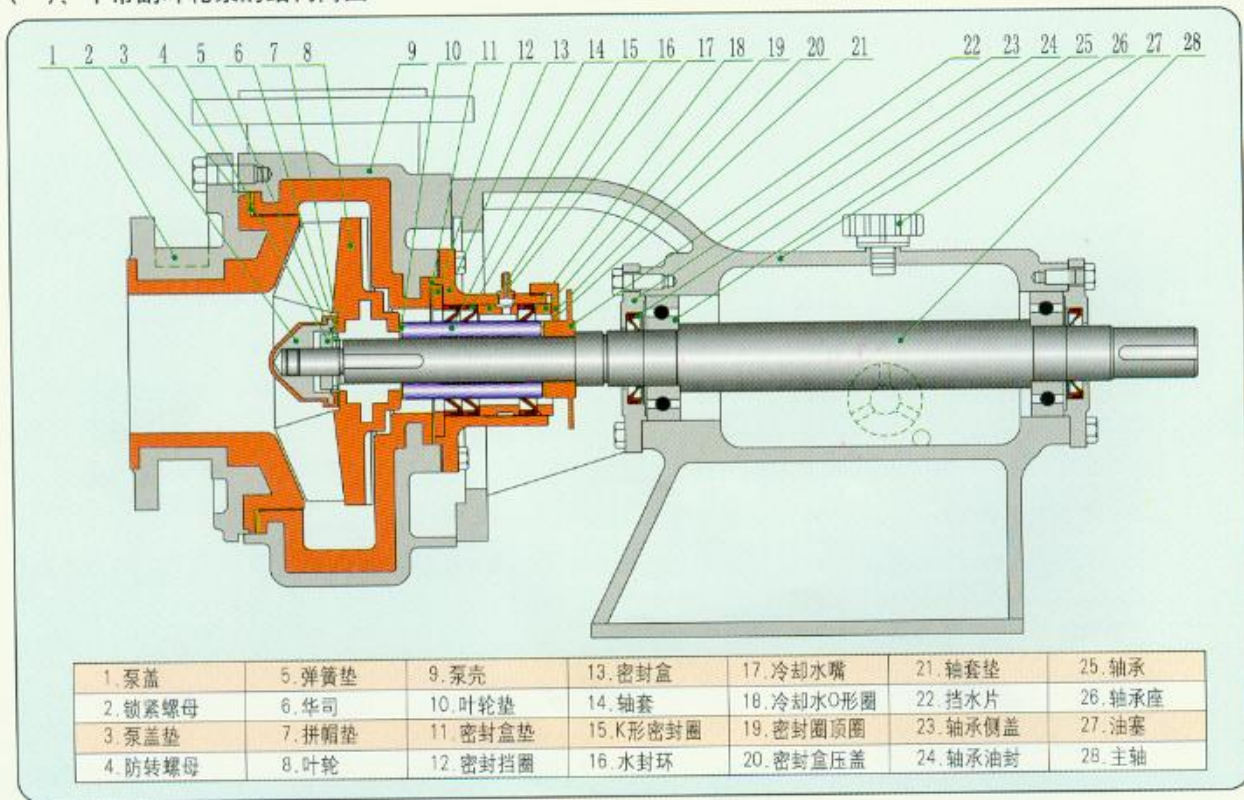 1 2 3 4 5 6 7 8 9 10 11 12 13 14 15 16 17 18 19 20 21 22 23 24 25 26 27 28
1.泵盖 5.弹簧垫 9.泵壳 13.密封盒 17.冷却水嘴 21.轴套垫 25.轴承
2.锁紧螺母 6.华司 10.叶轮垫 14.轴套 18.冷却水O形圈 22.挡水片 26.轴承座
3.泵盖垫 7.拼帽垫 11.密封盒垫 15.K形密封圈 19.密封圈顶圈 23.轴承侧盖 27.油塞
4.防转螺母 8.叶轮 12.密封挡圈 16.水封环 20.密封盒压盖 24.轴承油封 28.主轴